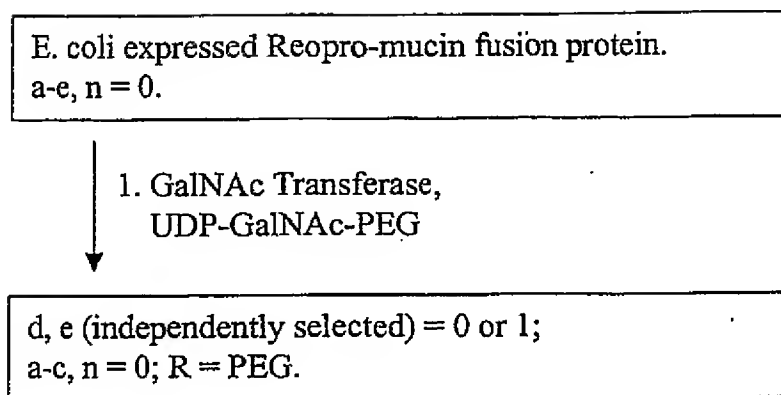 E. coli expressed Reopro-mucin fusion protein.
a-e, n = 0.
1. GalNAc Transferase,
UDP-GalNAc-PEG
d, e (independently selected) = 0 or 1;
a-c, n = 0; R = PEG.